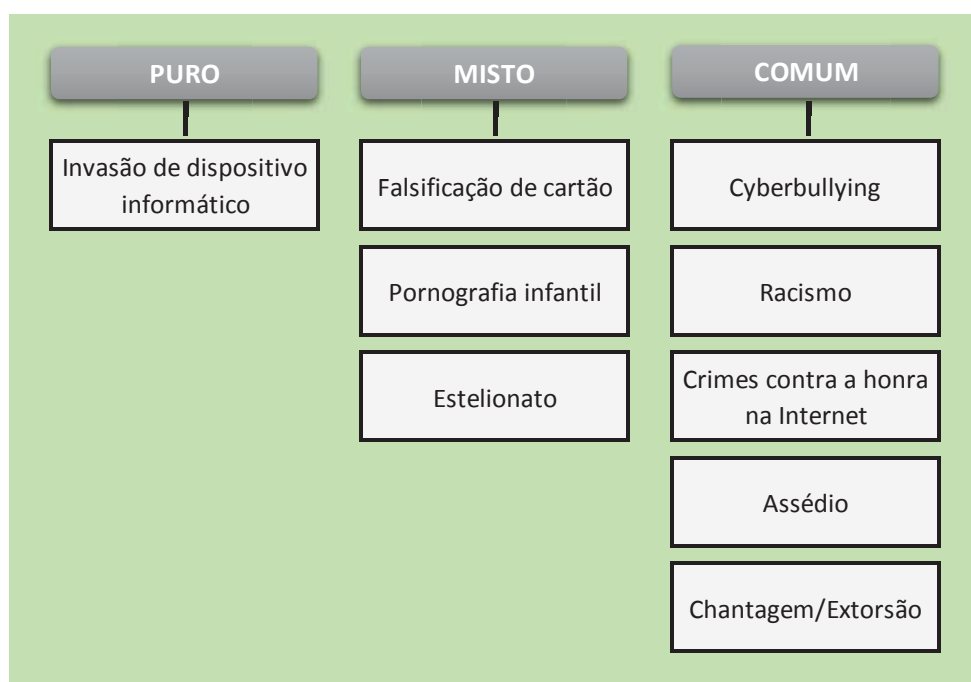 PURO
Invasão de dispositivo
informático
MISTO
Falsificação de cartão
Pornografia infantil
Estelionato
COMUM
Cyberbullying
Racismo
Crimes contra a honra
na Internet
Assédio
Chantagem/Extorsão